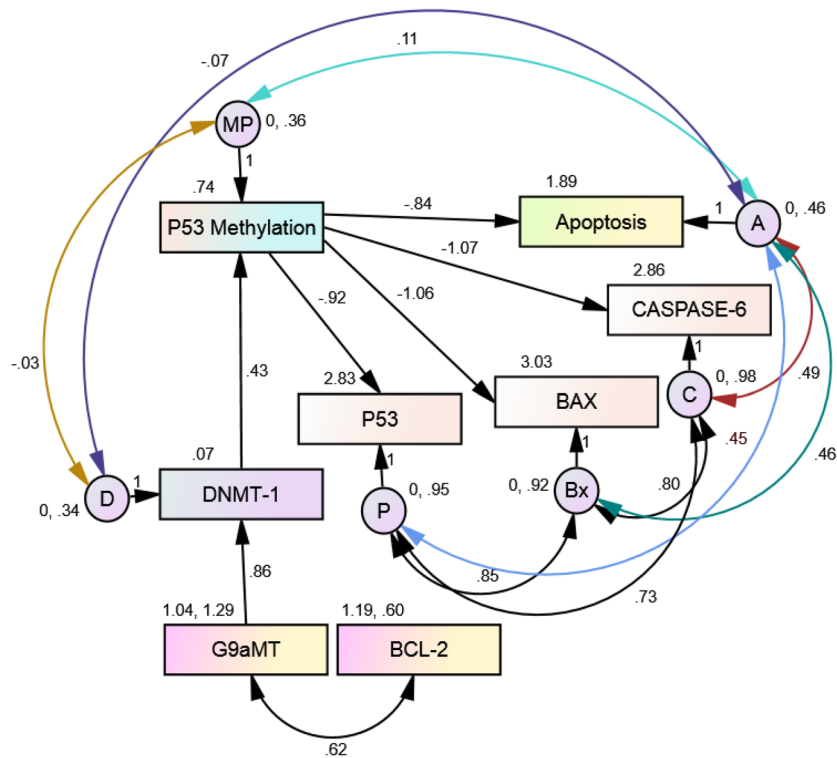 -.07
.11
MP
0, .36
1
.74
1.89
P53 Methylation
-.84
Apoptosis
1
A
0, .46
-1.07
2.86
CASPASE-6
-.92
-1.06
1
-.03
.43
2.83
3.03
0, .98
C
.49
P53
BAX
.45
.07
1
1
.46
D
1
DNMT-1
0, .95
0, .92
Bx
.80
0, .34
P
.85
.73
.86
1.04, 1.29
1.19, .60
G9aMT
BCL-2
.62